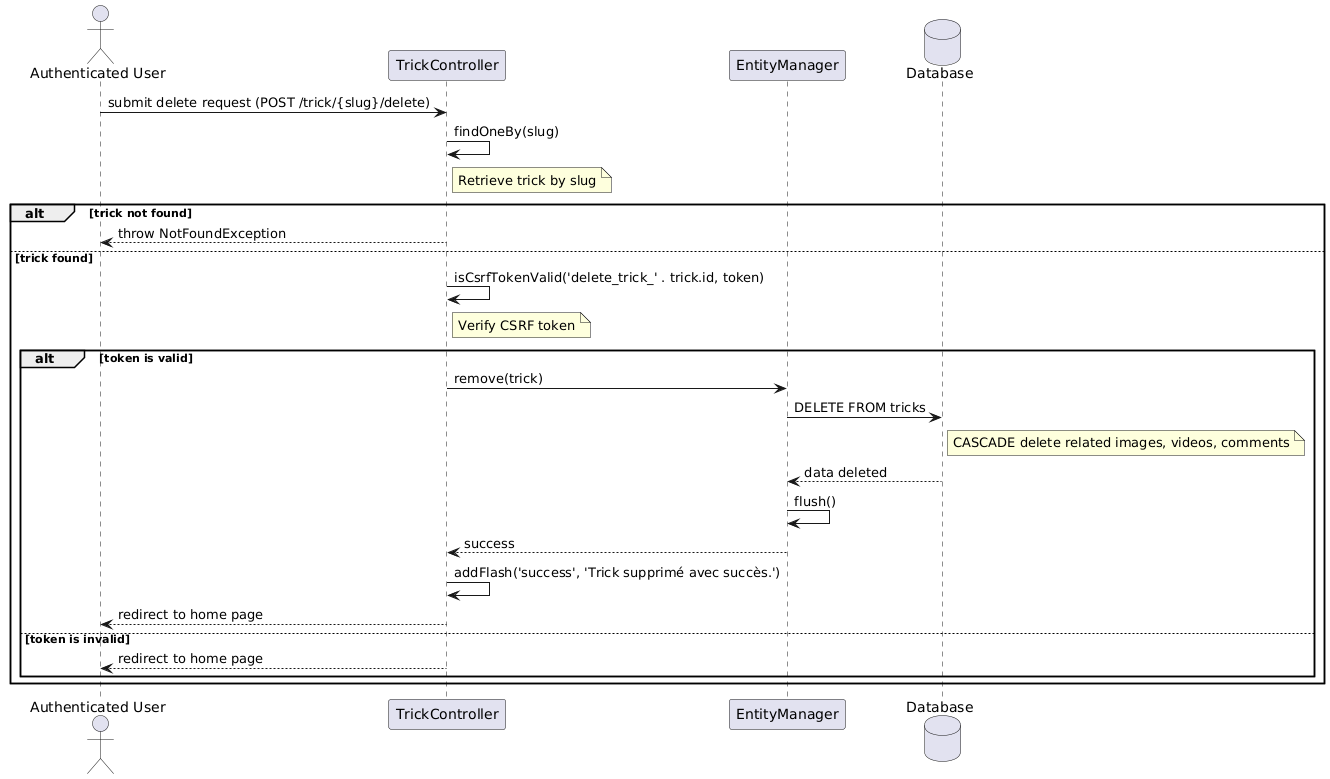 Authenticated User
TrickController
EntityManager
Database
submit delete request (POST /trick/{slug}/delete)
findOneBy(slug)
Retrieve trick by slug
alt [trick not found]
throw NotFoundException
[trick found]
isCsrfTokenValid('delete_trick_' . trick.id, token)
Verify CSRF token
alt [token is valid]
remove(trick)
DELETE FROM tricks
CASCADE delete related images, videos, comments
data deleted
flush()
success
addFlash('success', 'Trick supprimé avec succès.')
redirect to home page
[token is invalid]
redirect to home page
Authenticated User
TrickController
EntityManager
Database